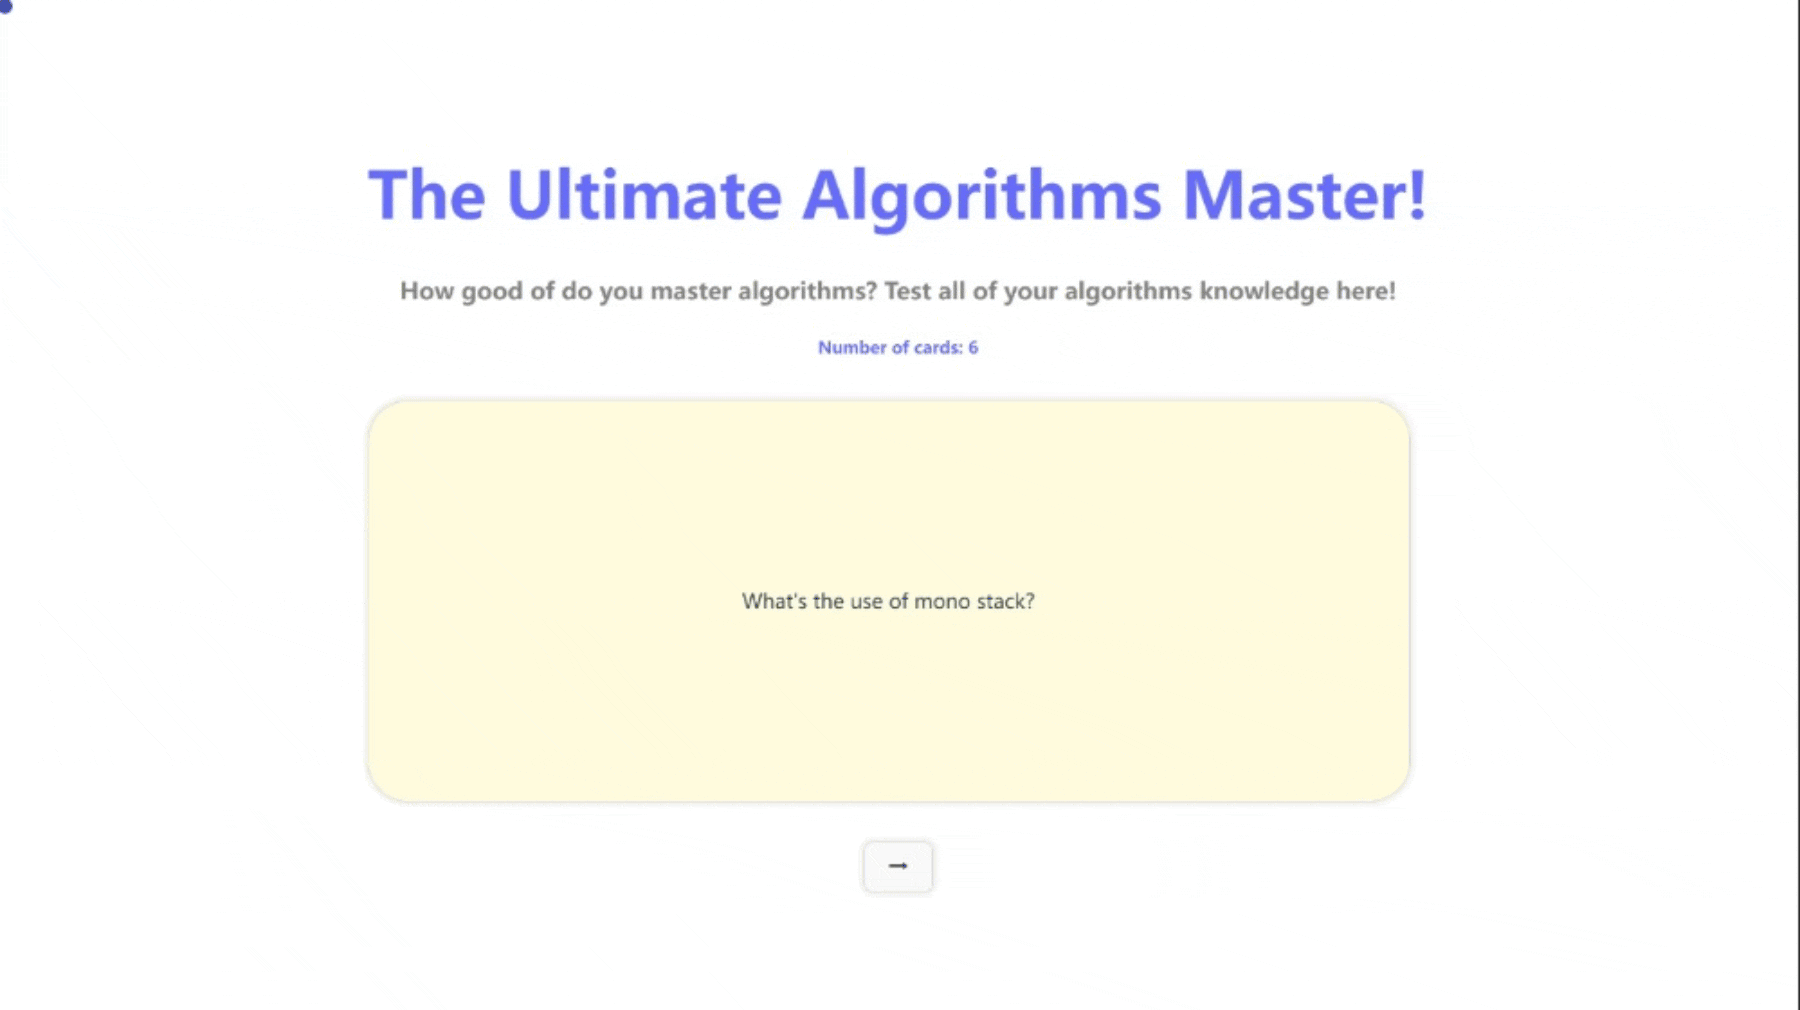 The Ultimate Algorithms Master!
How good of do you master algorithms? Test all of your algorithms knowledge here!
Number of cards: 6
What's the use of mono stack?
→